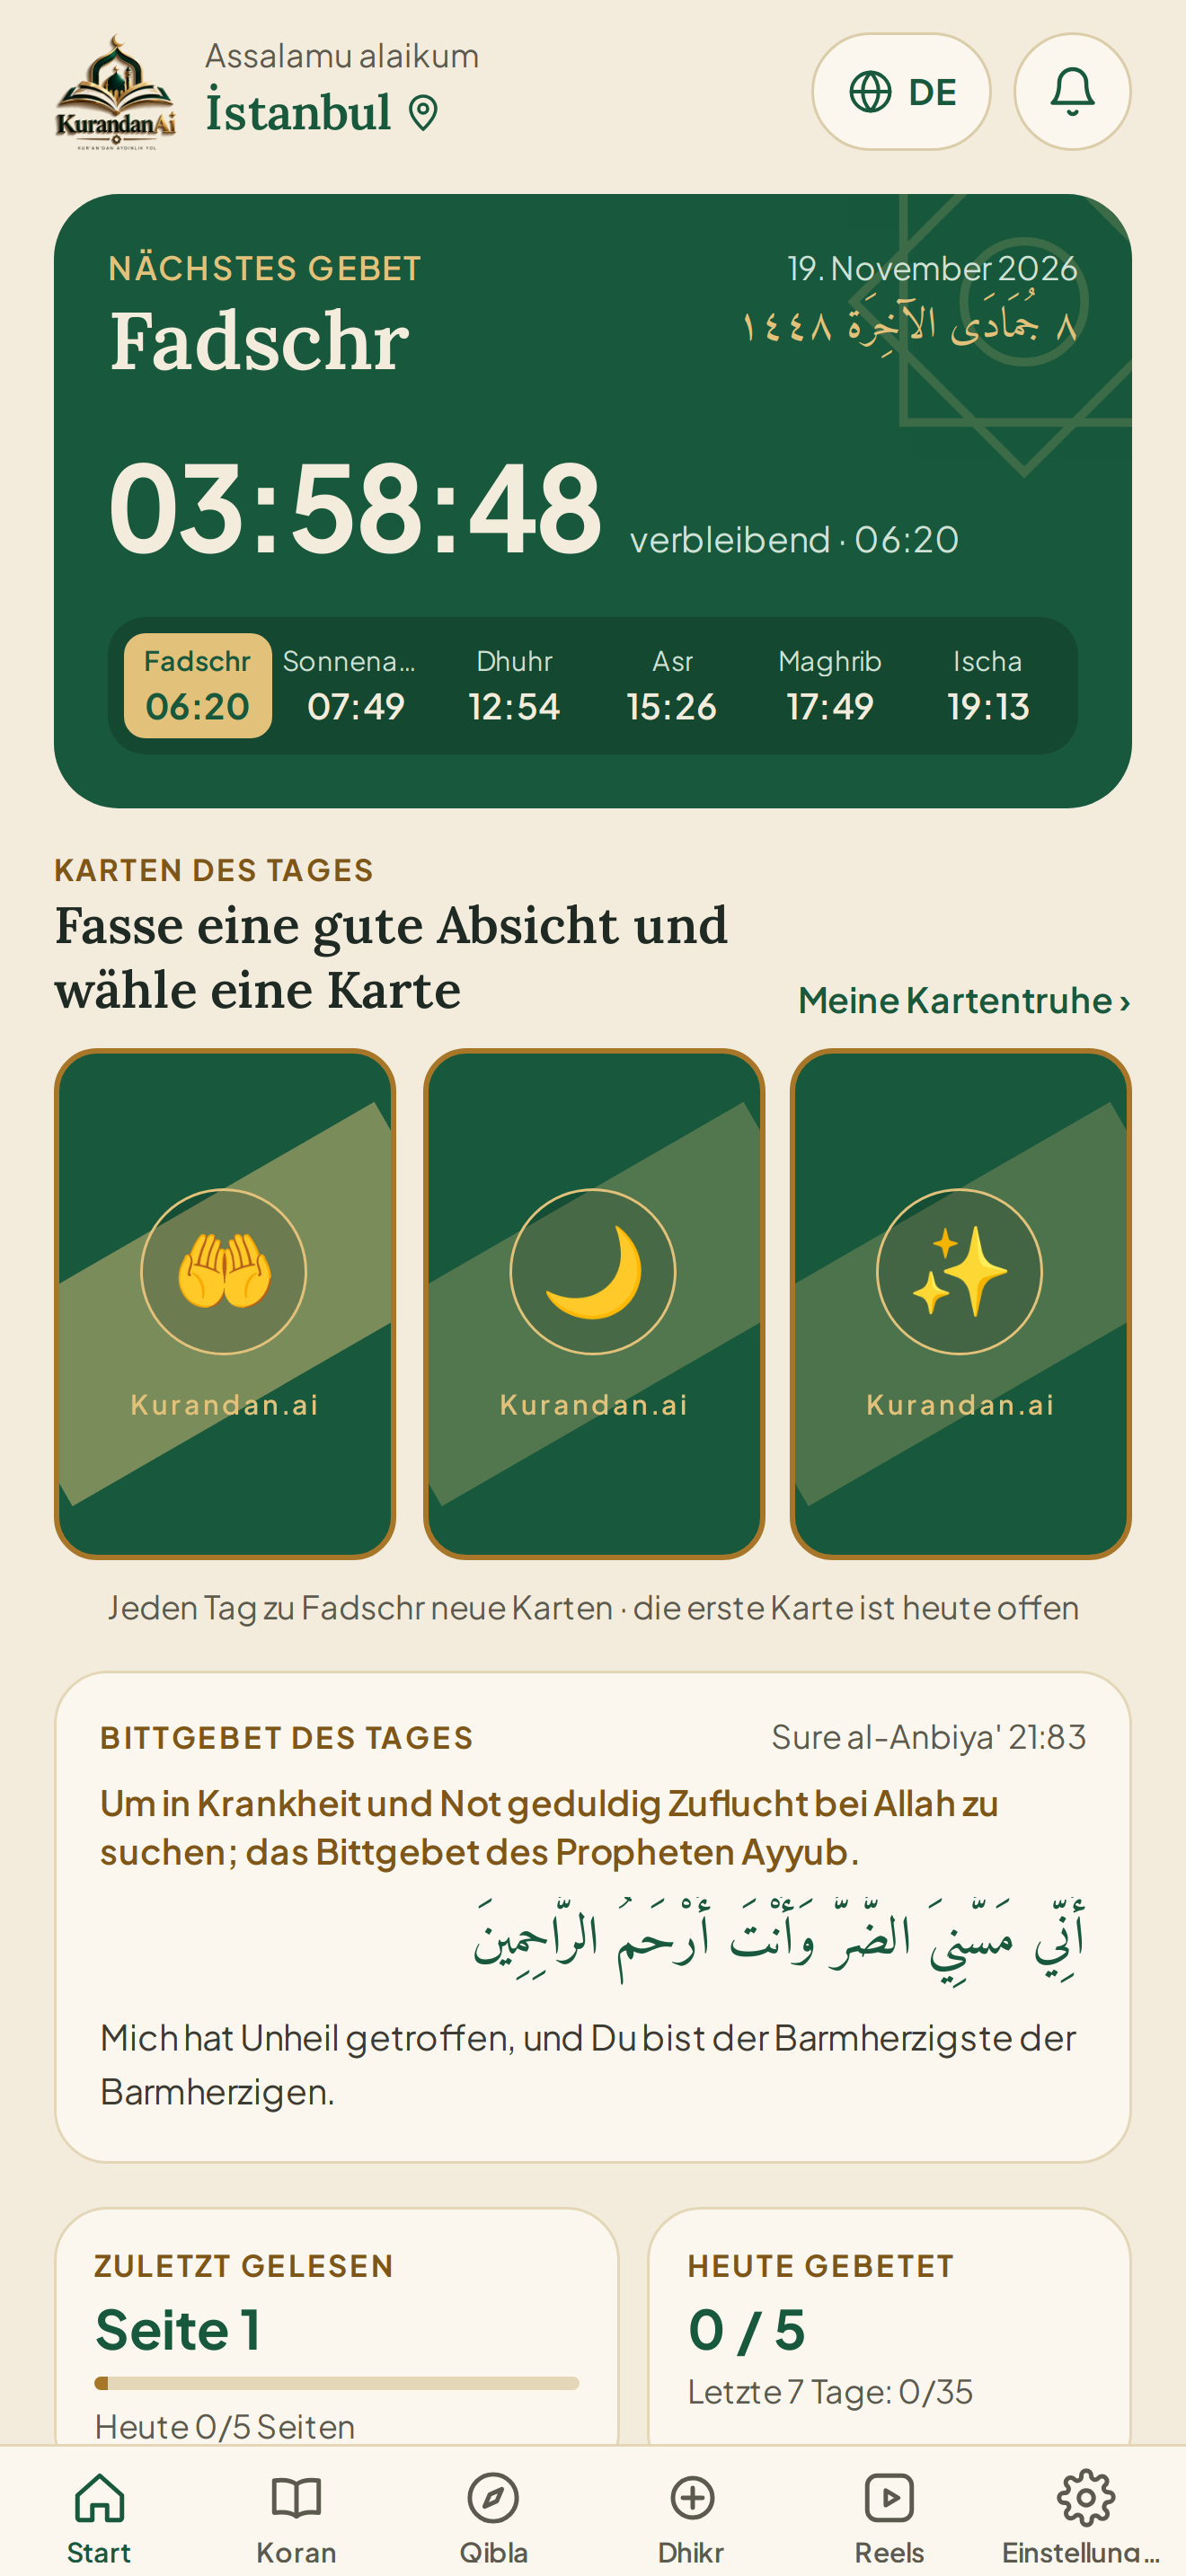 KurandanAi
KUR'AN'DAN AYDINLIK YOL
Assalamu alaikum
İstanbul
DE
NÄCHSTES GEBET
19. November 2026
Fadschr
٨ جُمَادَى الآخِرَة ١٤٤٨
03:58:48 verbleibend · 06:20
Fadschr Sonnena... Dhuhr Asr Maghrib Ischa
06:20 07:49 12:54 15:26 17:49 19:13
KARTEN DES TAGES
Fasse eine gute Absicht und
wähle eine Karte
Meine Kartentruhe ›
Kurandan.ai Kurandan.ai Kurandan.ai
Jeden Tag zu Fadschr neue Karten · die erste Karte ist heute offen
BITTGEBET DES TAGES
Sure al-Anbiya' 21:83
Um in Krankheit und Not geduldig Zuflucht bei Allah zu
suchen; das Bittgebet des Propheten Ayyub.
أَنِّي مَسَّنِيَ الضُّرُّ وَأَنْتَ أَرْحَمُ الرَّاحِمِينَ
Mich hat Unheil getroffen, und Du bist der Barmherzigste der
Barmherzigen.
ZULETZT GELESEN
Seite 1
Heute 0/5 Seiten
HEUTE GEBETET
0 / 5
Letzte 7 Tage: 0/35
Start Koran Qibla Dhikr Reels Einstellung...